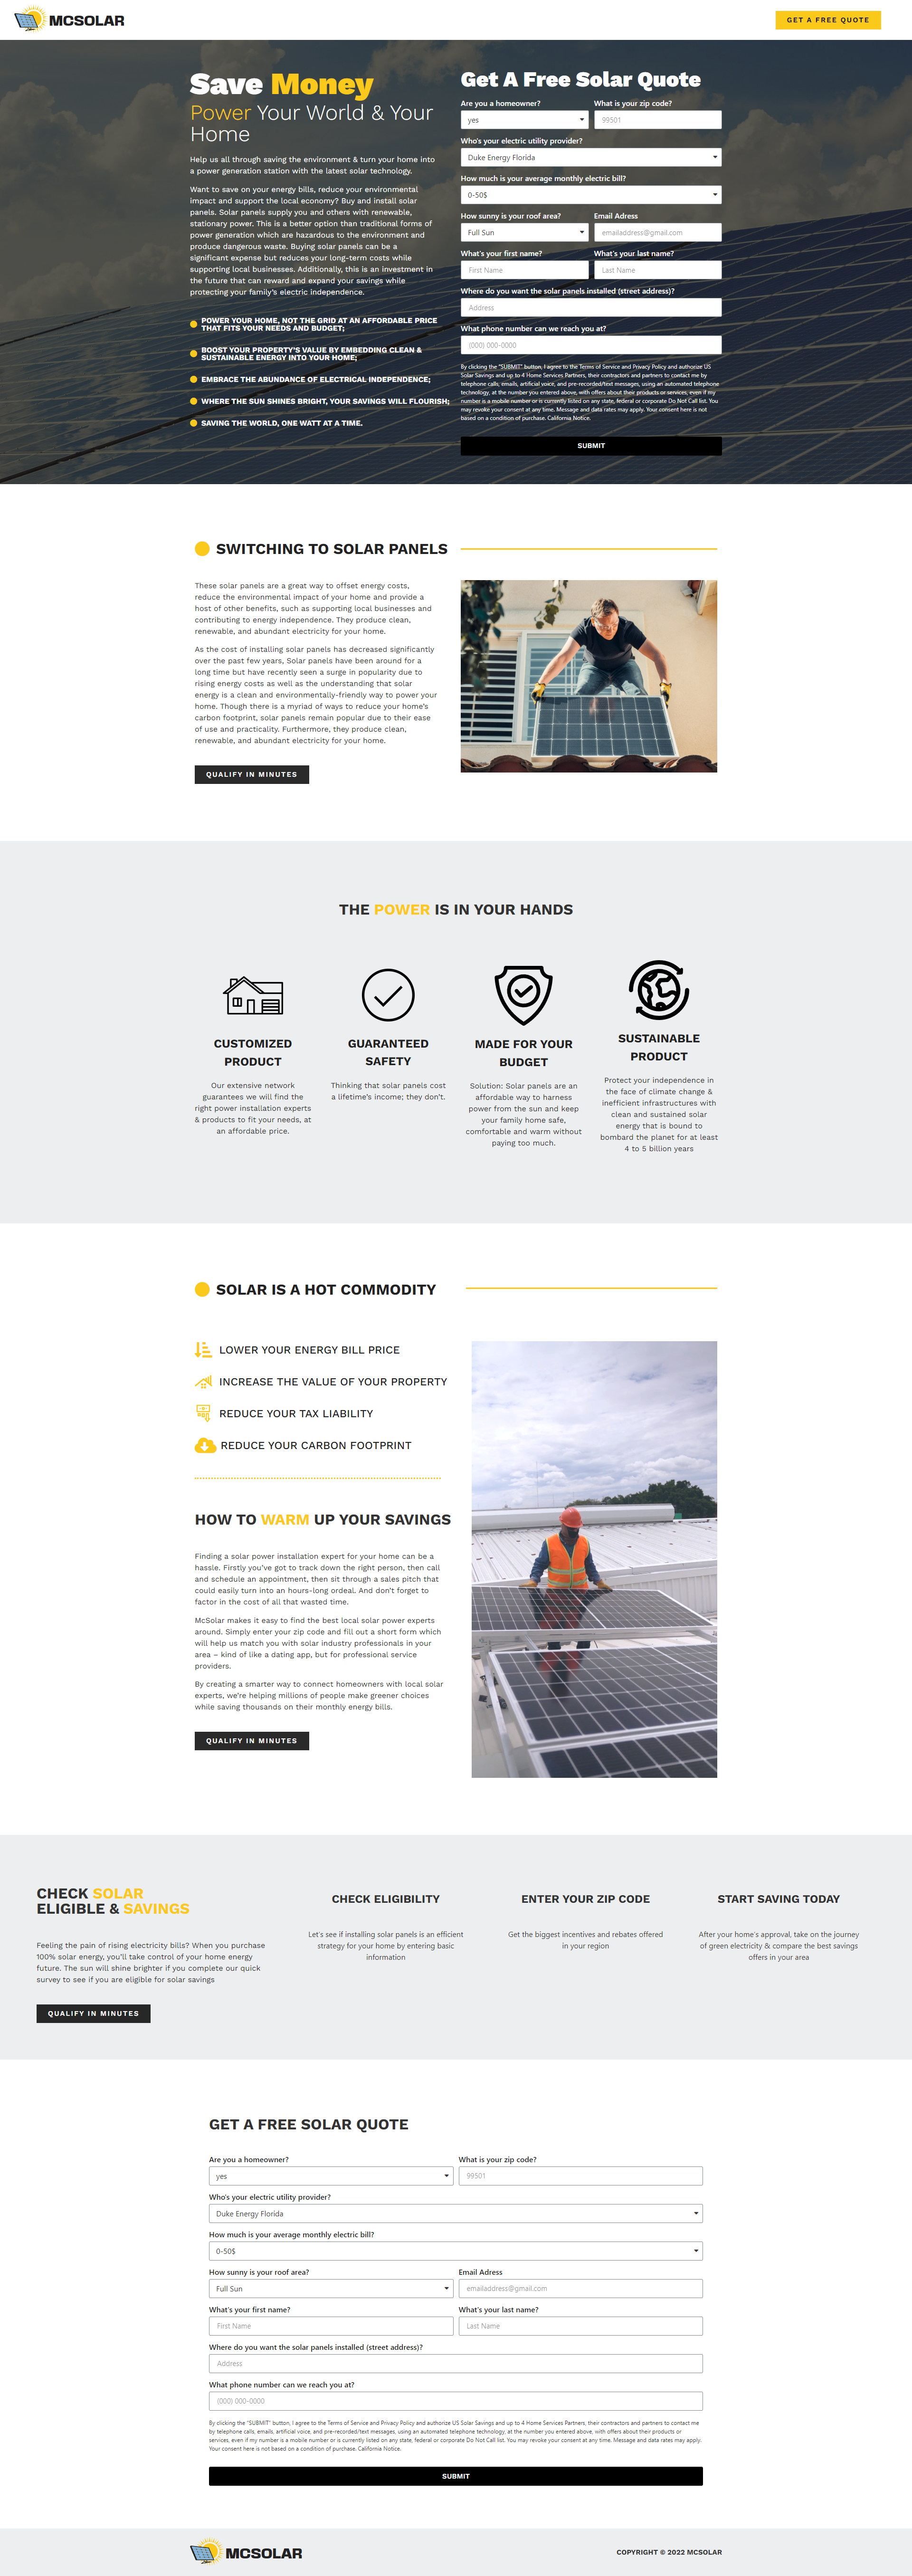 MCSOLAR
GET A FREE QUOTE
Save Money
Power Your World & Your
Home
Help us all through saving the environment & turn your home into
a power generation station with the latest solar technology.
Want to save on your energy bills, reduce your environmental
impact and support the local economy? Buy and install solar
panels. Solar panels supply you and others with renewable,
stationary power. This is a better option than traditional forms of
power generation which are hazardous to the environment and
produce dangerous waste. Buying solar panels can be a
significant expense but reduces your long-term costs while
supporting local businesses. Additionally, this is an investment in
the future that can reward and expand your savings while
protecting your family's electric independence.
POWER YOUR HOME, NOT THE GRID AT AN AFFORDABLE PRICE
THAT FITS YOUR NEEDS AND BUDGET;
BOOST YOUR PROPERTY'S VALUE BY EMBEDDING CLEAN &
SUSTAINABLE ENERGY INTO YOUR HOME;
EMBRACE THE ABUNDANCE OF ELECTRICAL INDEPENDENCE;
WHERE THE SUN SHINES BRIGHT, YOUR SAVINGS WILL FLOURISH;
SAVING THE WORLD, ONE WATT AT A TIME.
Get A Free Solar Quote
Are you a homeowner? What is your zip code?
yes 99501
Who's your electric utility provider?
Duke Energy Florida
How much is your average monthly electric bill?
0-50$
How sunny is your roof area? Email Adress
Full Sun emailaddress@gmail.com
What's your first name? What's your last name?
First Name Last Name
Where do you want the solar panels installed (street address)?
Address
What phone number can we reach you at?
(000) 000-0000
By clicking the "SUBMIT" button, I agree to the Terms of Service and Privacy Policy and authorize US
Solar Savings and up to 4 Home Services Partners, their contractors and partners to contact me by
telephone calls, emails, artificial voice, and pre-recorded/text messages, using an automated telephone
technology, at the number you entered above, with offers about their products or services, even if my
number is a mobile number or is currently listed on any state, federal or corporate Do Not Call list. You
may revoke your consent at any time. Message and data rates may apply. Your consent here is not
based on a condition of purchase. California Notice.
SUBMIT
SWITCHING TO SOLAR PANELS
These solar panels are a great way to offset energy costs,
reduce the environmental impact of your home and provide a
host of other benefits, such as supporting local businesses and
contributing to energy independence. They produce clean,
renewable, and abundant electricity for your home.
As the cost of installing solar panels has decreased significantly
over the past few years, Solar panels have been around for a
long time but have recently seen a surge in popularity due to
rising energy costs as well as the understanding that solar
energy is a clean and environmentally-friendly way to power your
home. Though there is a myriad of ways to reduce your home's
carbon footprint, solar panels remain popular due to their ease
of use and practicality. Furthermore, they produce clean,
renewable, and abundant electricity for your home.
QUALIFY IN MINUTES
THE POWER IS IN YOUR HANDS
CUSTOMIZED
PRODUCT
Our extensive network
guarantees we will find the
right power installation experts
& products to fit your needs, at
an affordable price.
GUARANTEED
SAFETY
Thinking that solar panels cost
a lifetime's income; they don't.
MADE FOR YOUR
BUDGET
Solution: Solar panels are an
affordable way to harness
power from the sun and keep
your family home safe,
comfortable and warm without
paying too much.
SUSTAINABLE
PRODUCT
Protect your independence in
the face of climate change &
inefficient infrastructures with
clean and sustained solar
energy that is bound to
bombard the planet for at least
4 to 5 billion years
SOLAR IS A HOT COMMODITY
LOWER YOUR ENERGY BILL PRICE
INCREASE THE VALUE OF YOUR PROPERTY
REDUCE YOUR TAX LIABILITY
REDUCE YOUR CARBON FOOTPRINT
HOW TO WARM UP YOUR SAVINGS
Finding a solar power installation expert for your home can be a
hassle. Firstly you've got to track down the right person, then call
and schedule an appointment, then sit through a sales pitch that
could easily turn into an hours-long ordeal. And don't forget to
factor in the cost of all that wasted time.
McSolar makes it easy to find the best local solar power experts
around. Simply enter your zip code and fill out a short form which
will help us match you with solar industry professionals in your
area – kind of like a dating app, but for professional service
providers.
By creating a smarter way to connect homeowners with local solar
experts, we're helping millions of people make greener choices
while saving thousands on their monthly energy bills.
QUALIFY IN MINUTES
CHECK SOLAR
ELIGIBLE & SAVINGS
Feeling the pain of rising electricity bills? When you purchase
100% solar energy, you'll take control of your home energy
future. The sun will shine brighter if you complete our quick
survey to see if you are eligible for solar savings
QUALIFY IN MINUTES
CHECK ELIGIBILITY
Let's see if installing solar panels is an efficient
strategy for your home by entering basic
information
ENTER YOUR ZIP CODE
Get the biggest incentives and rebates offered
in your region
START SAVING TODAY
After your home's approval, take on the journey
of green electricity & compare the best savings
offers in your area
GET A FREE SOLAR QUOTE
Are you a homeowner? What is your zip code?
yes 99501
Who's your electric utility provider?
Duke Energy Florida
How much is your average monthly electric bill?
0-50$
How sunny is your roof area? Email Adress
Full Sun emailaddress@gmail.com
What's your first name? What's your last name?
First Name Last Name
Where do you want the solar panels installed (street address)?
Address
What phone number can we reach you at?
(000) 000-0000
By clicking the "SUBMIT" button, I agree to the Terms of Service and Privacy Policy and authorize US Solar Savings and up to 4 Home Services Partners, their contractors and partners to contact me
by telephone calls, emails, artificial voice, and pre-recorded/text messages, using an automated telephone technology, at the number you entered above, with offers about their products or
services, even if my number is a mobile number or is currently listed on any state, federal or corporate Do Not Call list. You may revoke your consent at any time. Message and data rates may apply.
Your consent here is not based on a condition of purchase. California Notice.
SUBMIT
MCSOLAR
COPYRIGHT © 2022 MCSOLAR